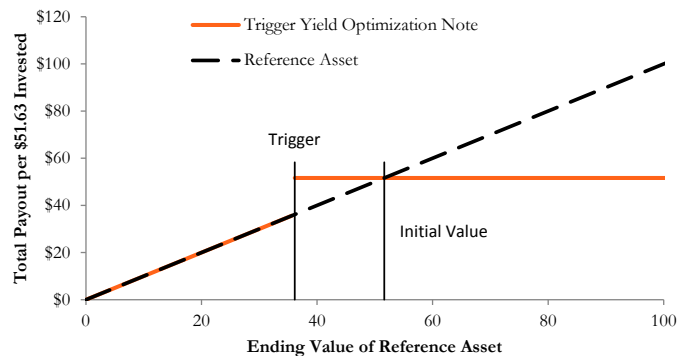 $120
Trigger Yield Optimization Note
$100
Reference Asset
$80
Trigger
$60
$40
Initial Value
$20
$0
0
20
40
60
80
100
Total Payout per $51.63 Invested
Ending Value of Reference Asset